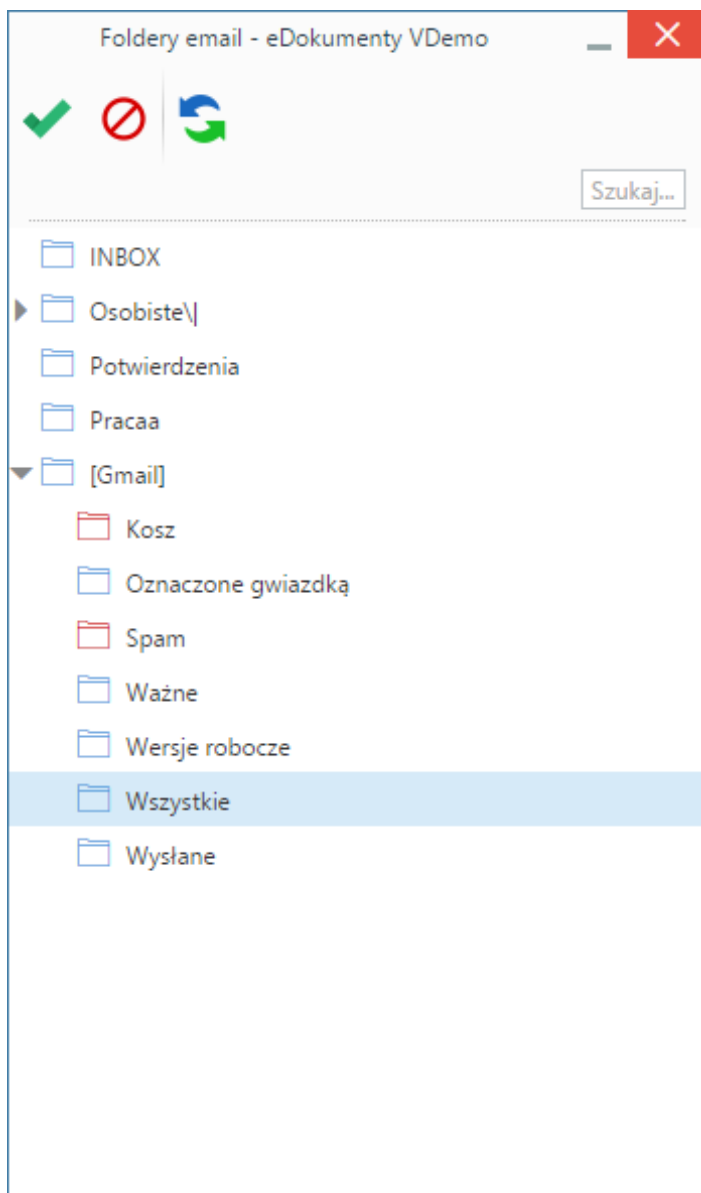 Foldery email - eDokumenty VDemo
Szukaj...
INBOX
Osobiste\|
Potwierdzenia
Pracaa
[Gmail]
Kosz
Oznaczone gwiazdką
Spam
Ważne
Wersje robocze
Wszystkie
Wysłane